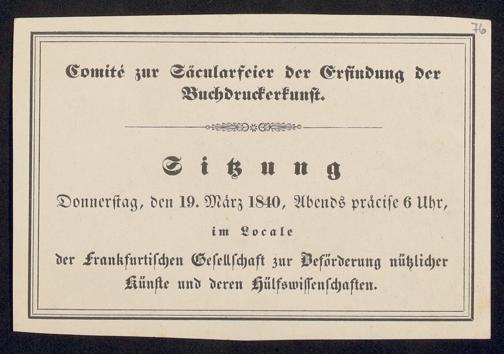 76
Comité zur Säcularfeier der Erfindung der
Buchdruckerkunst.
Sitzung
Donnerstag, den 19. März 1840, Abends präcise 6 Uhr,
im Locale
der Frankfurtischen Gesellschaft zur Beförderung nützlicher
Künste und deren Hülfswissenschaften.